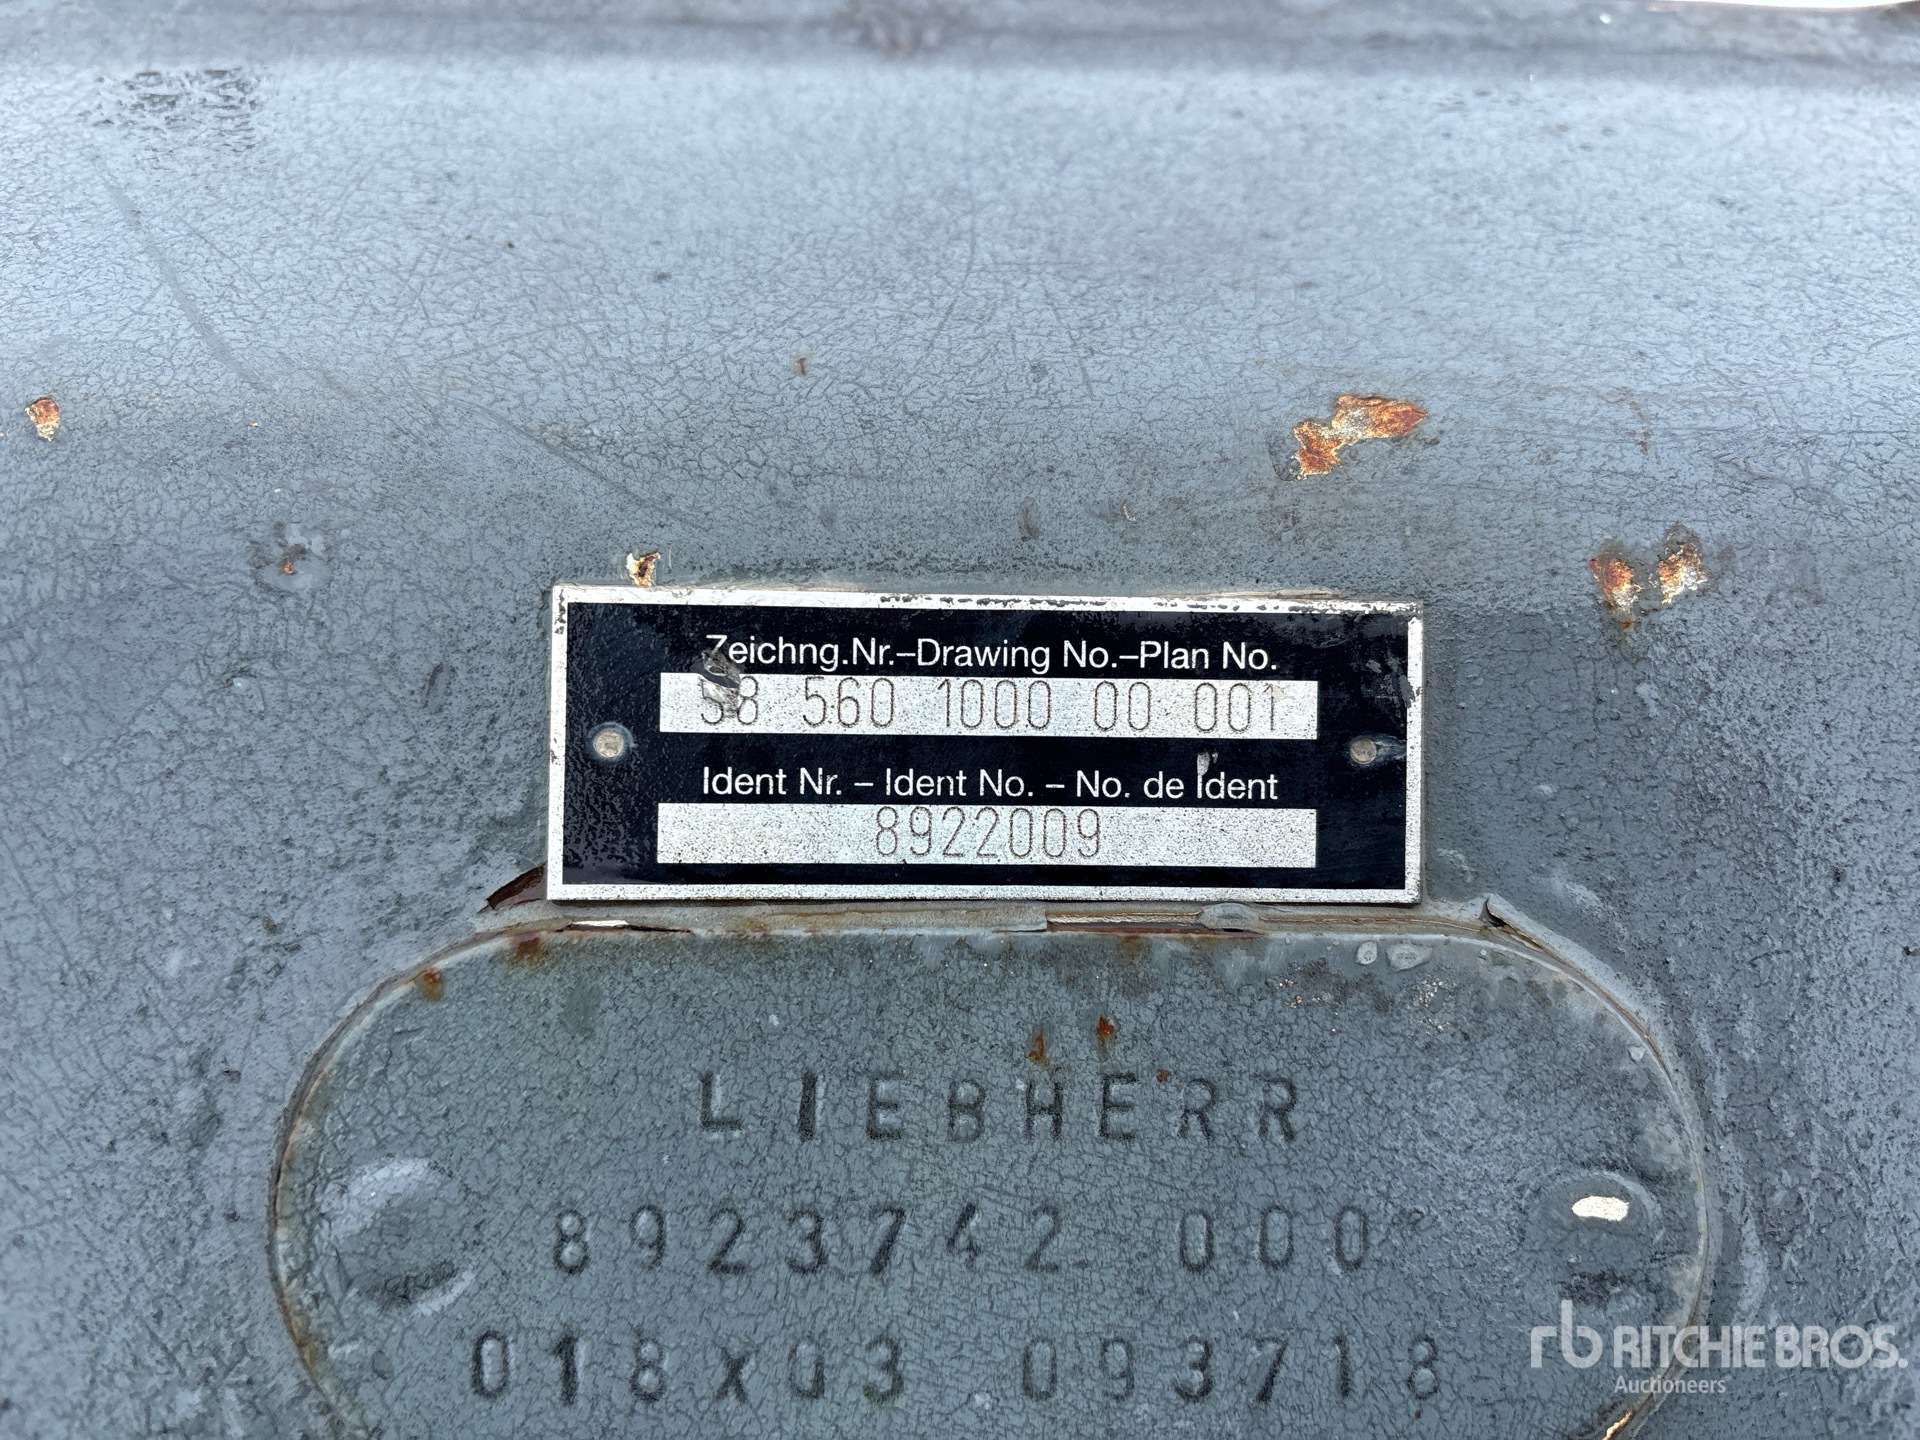 Zeichng.Nr.–Drawing No.–Plan No.
58 560 1000 00 001
Ident Nr. – Ident No. – No. de Ident
8922009
LIEBHERR
8923742 000
018X03 093718
rb RITCHIE BROS.
Auctioneers